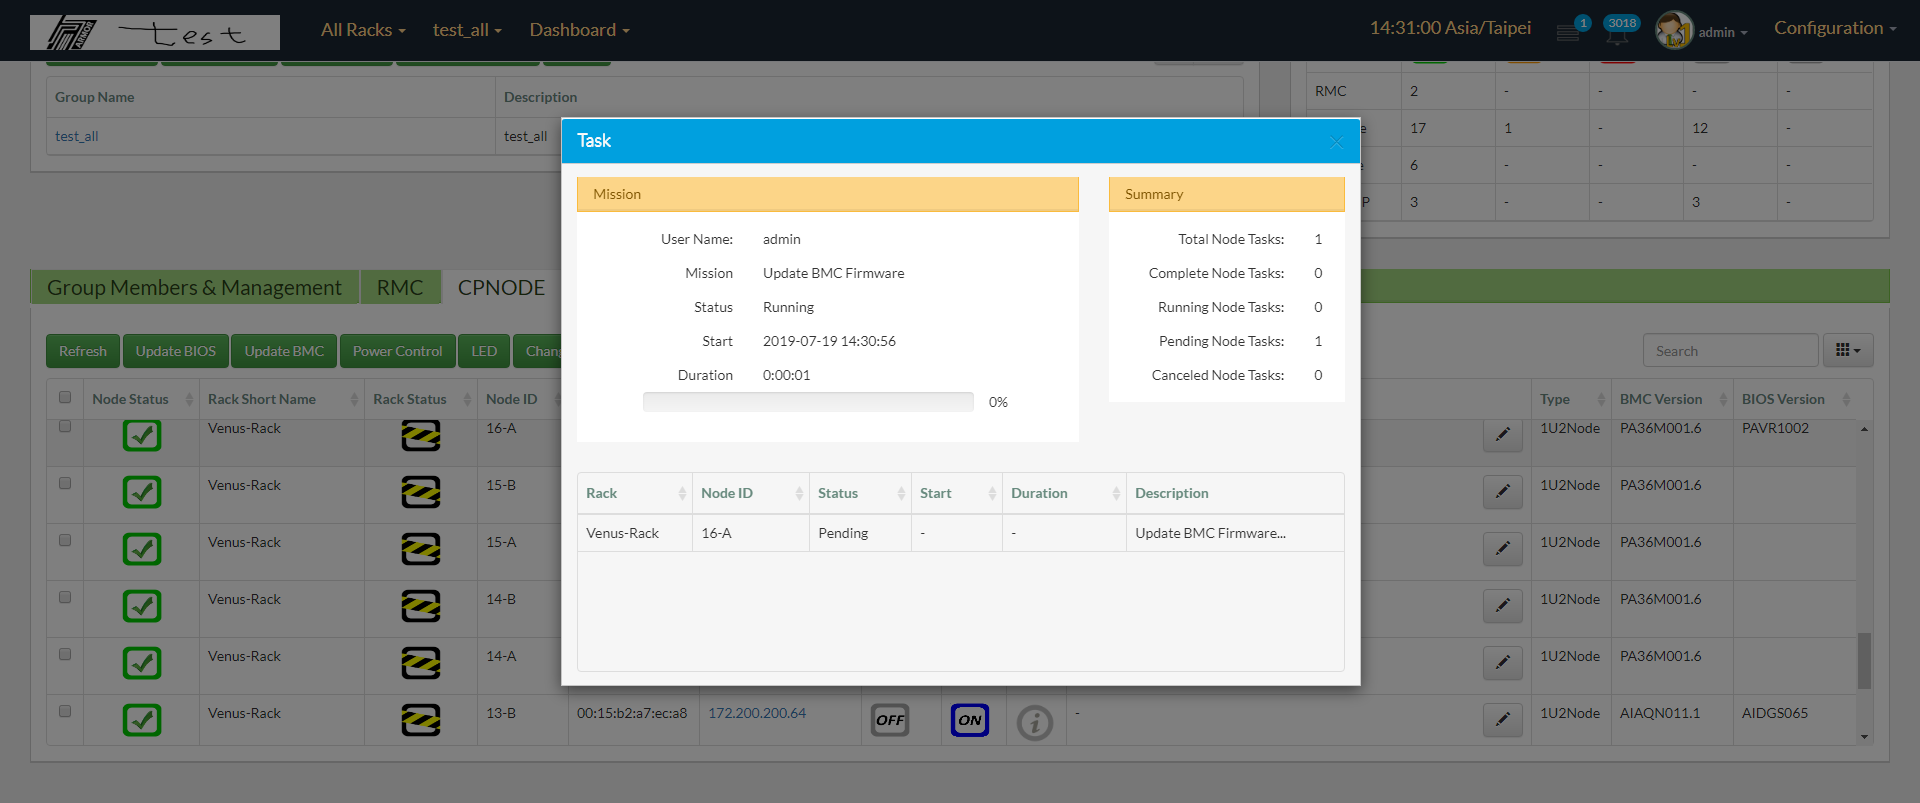 ARMOR test All Racks test_all Dashboard 14:31:00 Asia/Taipei 1 3018 admin Configuration
Group Name Description
test_all test_all
RMC 2 - - - -
e 17 1 - 12 -
e 6 - - - -
P 3 - - 3 -
Task
Mission
User Name: admin
Mission Update BMC Firmware
Status Running
Start 2019-07-19 14:30:56
Duration 0:00:01
0%
Summary
Total Node Tasks: 1
Complete Node Tasks: 0
Running Node Tasks: 0
Pending Node Tasks: 1
Canceled Node Tasks: 0
Rack Node ID Status Start Duration Description
Venus-Rack 16-A Pending - - Update BMC Firmware...
Group Members & Management RMC CPNODE
Refresh Update BIOS Update BMC Power Control LED Chang Search
Node Status Rack Short Name Rack Status Node ID Type BMC Version BIOS Version
Venus-Rack 16-A 1U2Node PA36M001.6 PAVR1002
Venus-Rack 15-B 1U2Node PA36M001.6
Venus-Rack 15-A 1U2Node PA36M001.6
Venus-Rack 14-B 1U2Node PA36M001.6
Venus-Rack 14-A 1U2Node PA36M001.6
Venus-Rack 13-B 00:15:b2:a7:ec:a8 172.200.200.64 OFF ON i - 1U2Node AIAQN011.1 AIDGS065